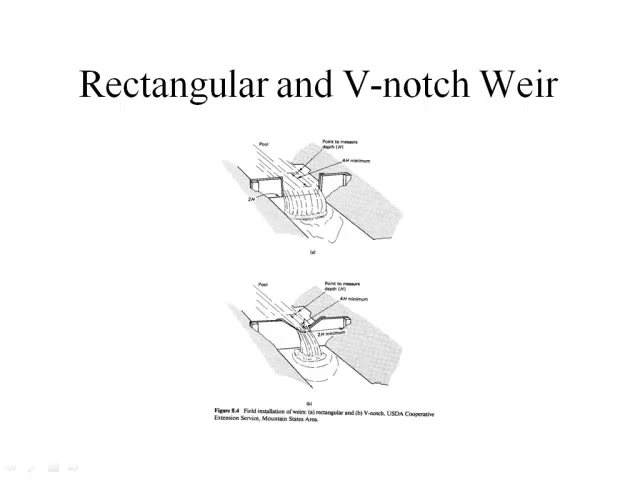 Rectangular and V-notch Weir
Pool
Point to measure
depth (H)
4H minimum
2H
(a)
Pool
Point to measure
depth (H)
4H minimum
2H minimum
(b)
Figure 8.4 Field installation of weirs: (a) rectangular and (b) V-notch. USDA Cooperative
Extension Service, Mountain States Area.